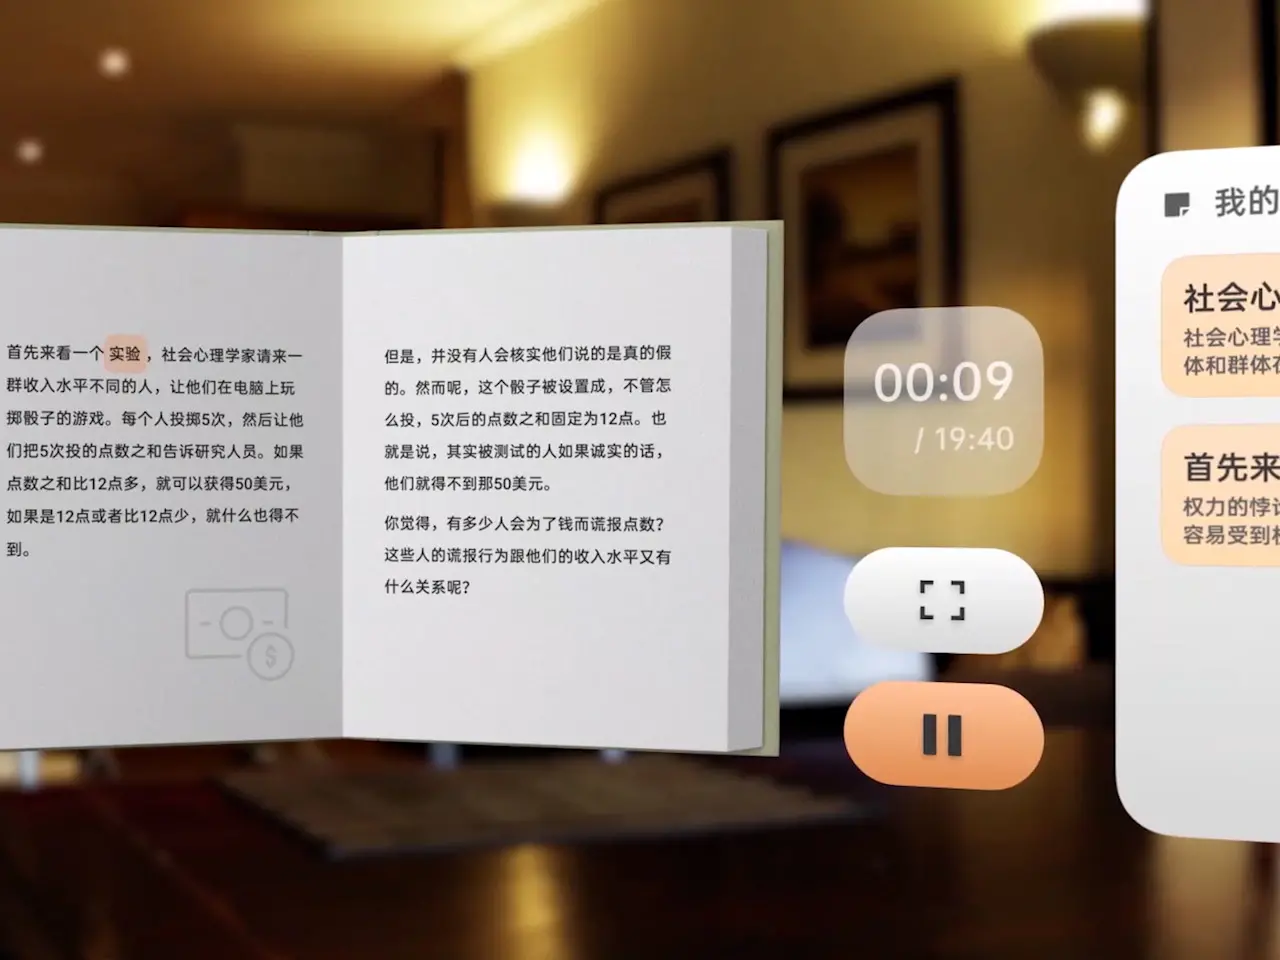 首先来看一个 实验 ，社会心理学家请来一
群收入水平不同的人，让他们在电脑上玩
掷骰子的游戏。每个人投掷5次，然后让他
们把5次投的点数之和告诉研究人员。如果
点数之和比12点多，就可以获得50美元，
如果是12点或者比12点少，就什么也得不
到。
$
但是，并没有人会核实他们说的是真的假
的。然而呢，这个骰子被设置成，不管怎
么投，5次后的点数之和固定为12点。也
就是说，其实被测试的人如果诚实的话，
他们就得不到那50美元。
你觉得，有多少人会为了钱而谎报点数？
这些人的谎报行为跟他们的收入水平又有
什么关系呢？
00:09
/ 19:40
我的
社会心
社会心理学
体和群体在
首先来
权力的悖
容易受到